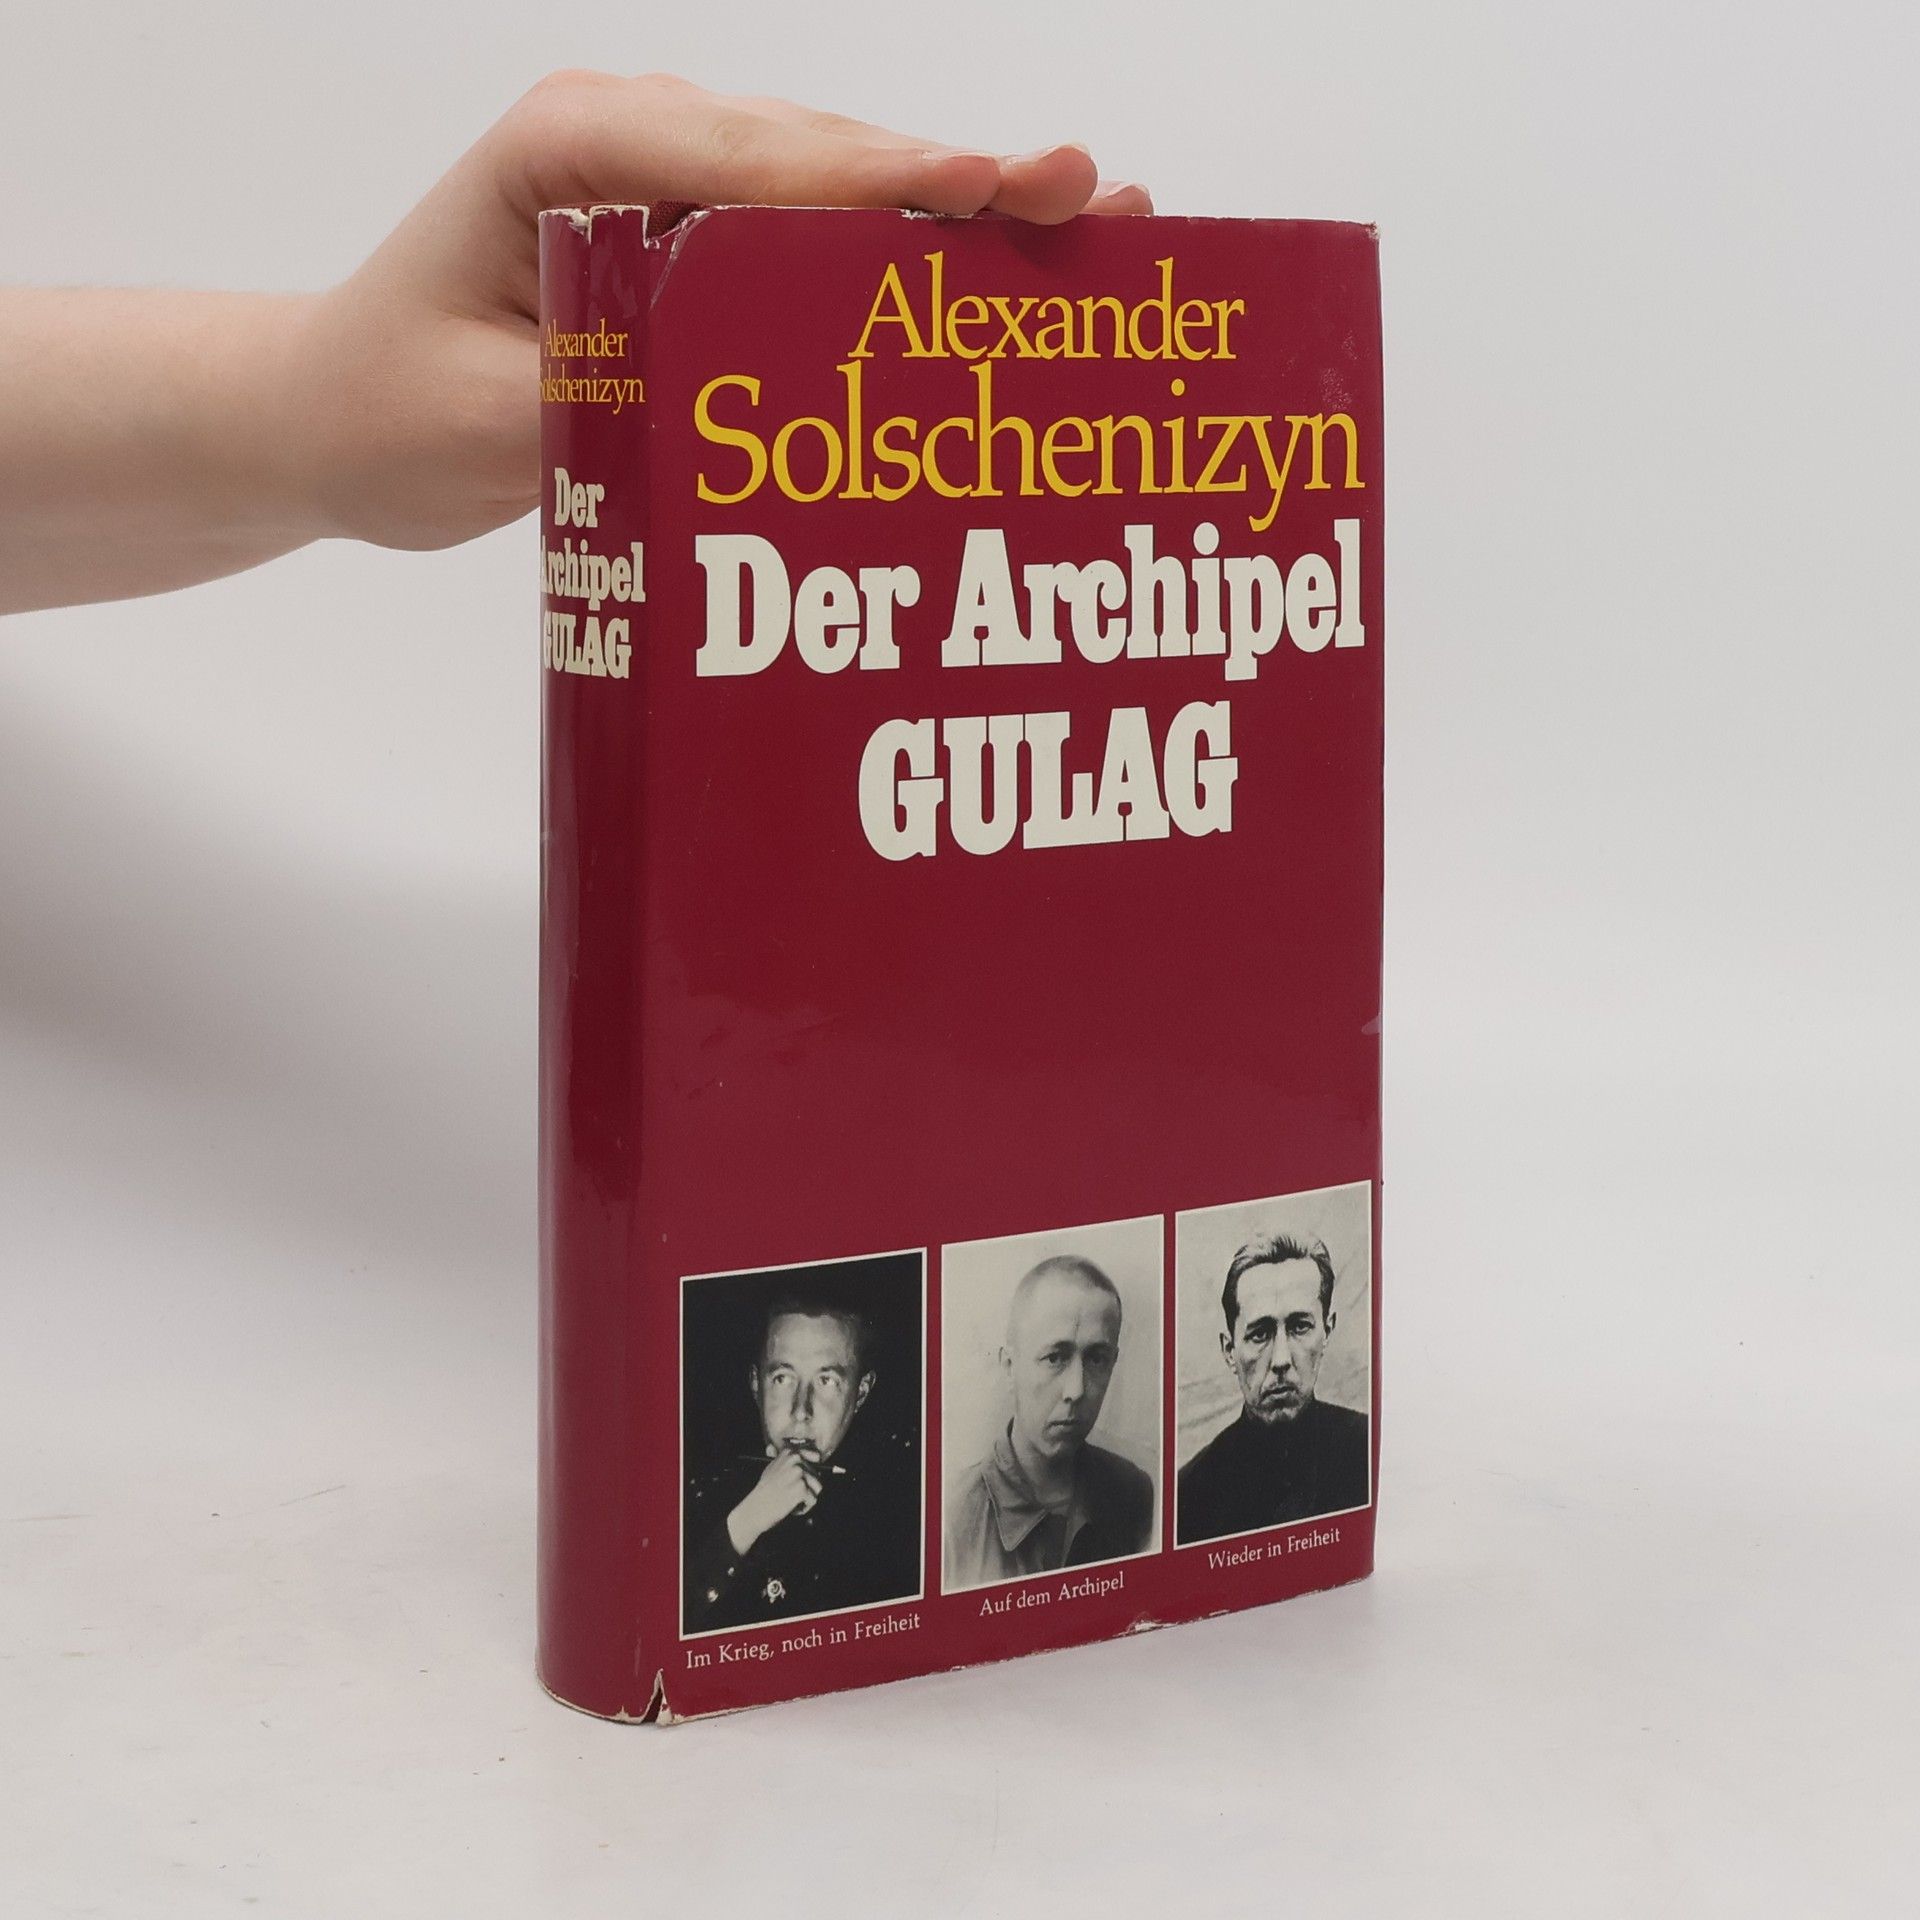 Alexander
Solschenizyn
Der
Archipel
GULAG
Alexander
Solschenizyn
Der Archipel
GULAG
Im Krieg, noch in Freiheit
Auf dem Archipel
Wieder in Freiheit